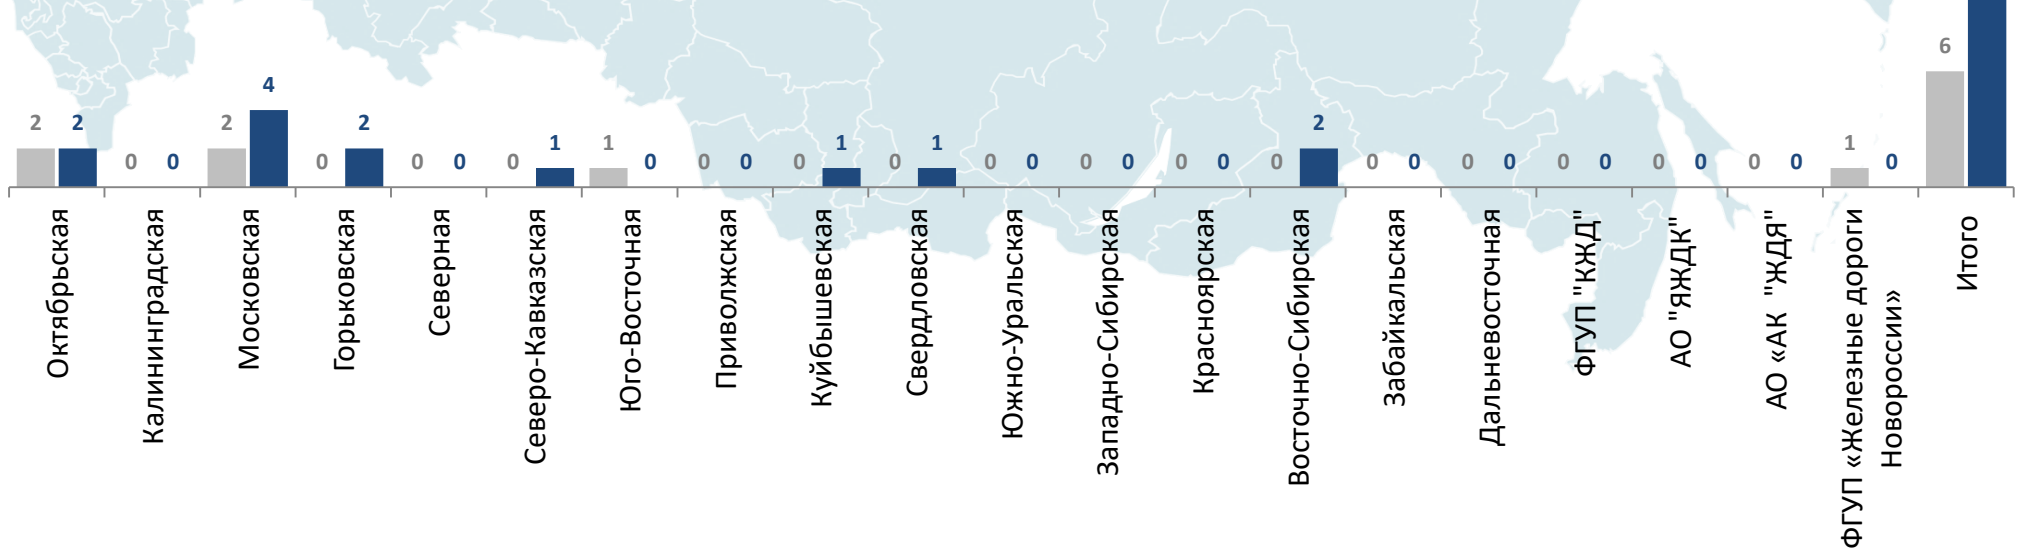 6
4
2 2 2 2 2
1 1 1 1 1
0 0 0 0 0 0 0 0 0 0 0 0 0 0 0 0 0 0 0 0 0 0 0 0 0 0 0 0
Октябрьская
Калининградская
Московская
Горьковская
Северная
Северо-Кавказская
Юго-Восточная
Приволжская
Куйбышевская
Свердловская
Южно-Уральская
Западно-Сибирская
Красноярская
Восточно-Сибирская
Забайкальская
Дальневосточная
ФГУП "КЖД"
АО "ЯЖДК"
АО «АК "ЖДЯ"
ФГУП «Железные дороги
Новороссии»
Итого